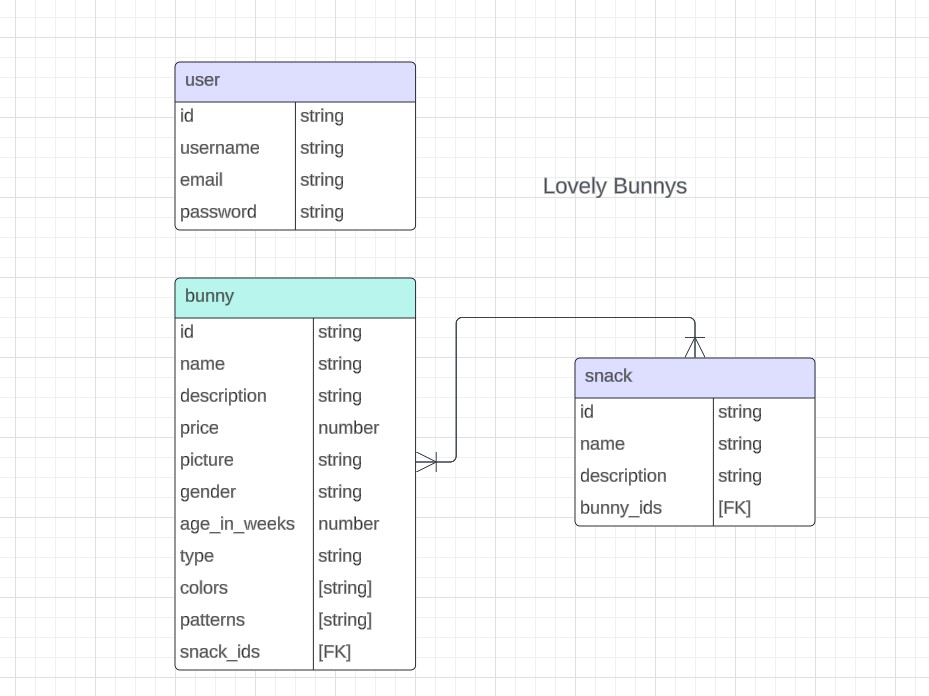 user
id string
username string
email string
password string
Lovely Bunnys
bunny
id string
name string
description string
price number
picture string
gender string
age_in_weeks number
type string
colors [string]
patterns [string]
snack_ids [FK]
snack
id string
name string
description string
bunny_ids [FK]